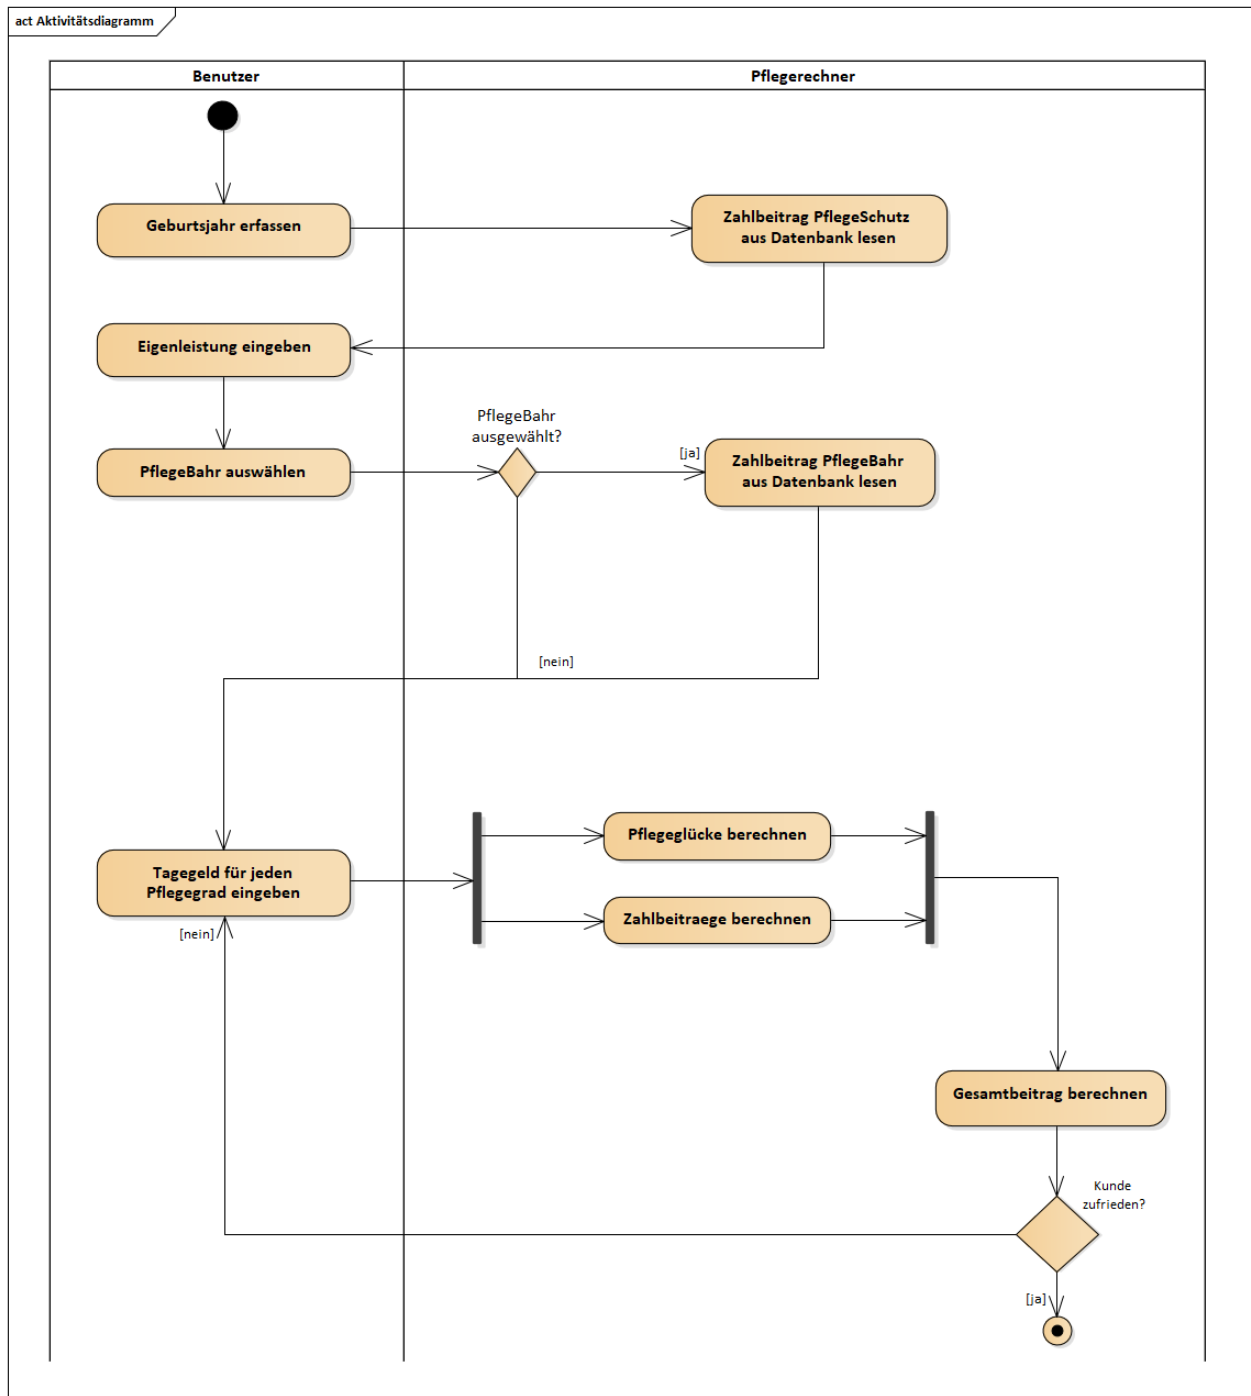 act Aktivitätsdiagramm
Benutzer
Pflegerechner
Geburtsjahr erfassen
Zahlbeitrag PflegeSchutz
aus Datenbank lesen
Eigenleistung eingeben
PflegeBahr
ausgewählt?
PflegeBahr auswählen
[ja]
Zahlbeitrag PflegeBahr
aus Datenbank lesen
[nein]
Pflegeglücke berechnen
Tagegeld für jeden
Pflegegrad eingeben
Zahlbeitraege berechnen
[nein]
Gesamtbeitrag berechnen
Kunde
zufrieden?
[ja]